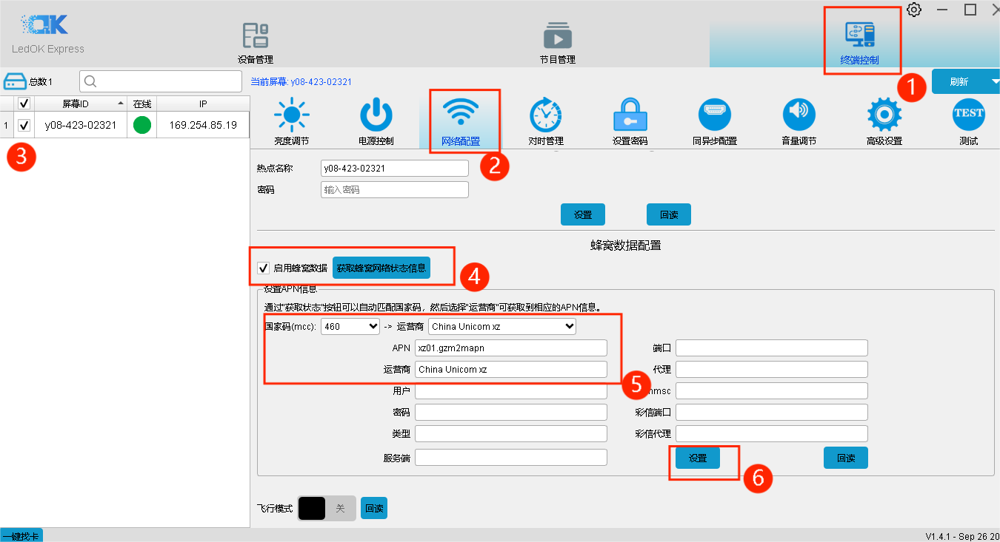 LedOK Express
设备管理
节目管理
终端控制
1
总数1
当前屏幕: y08-423-02321
刷新
屏幕ID 在线 IP
1 y08-423-02321 169.254.85.19
3
亮度调节 电源控制 网络配置 对时管理 设置密码 同异步配置 音量调节 高级设置 TEST 测试
2
热点名称 y08-423-02321
密码 输入密码
设置 回读
蜂窝数据配置
启用蜂窝数据 获取蜂窝网络状态信息
4
设置APN信息
通过"获取状态"按钮可以自动匹配国家码，然后选择"运营商"可获取到相应的APN信息。
国家码(mcc): 460 -> 运营商 China Unicom xz
APN xz01.gzm2mapn 端口
运营商 China Unicom xz 代理
5
用户 mmsc
密码 彩信端口
类型 彩信代理
服务端 设置 回读
6
飞行模式 关 回读
一键找卡
V1.4.1 - Sep 26 20